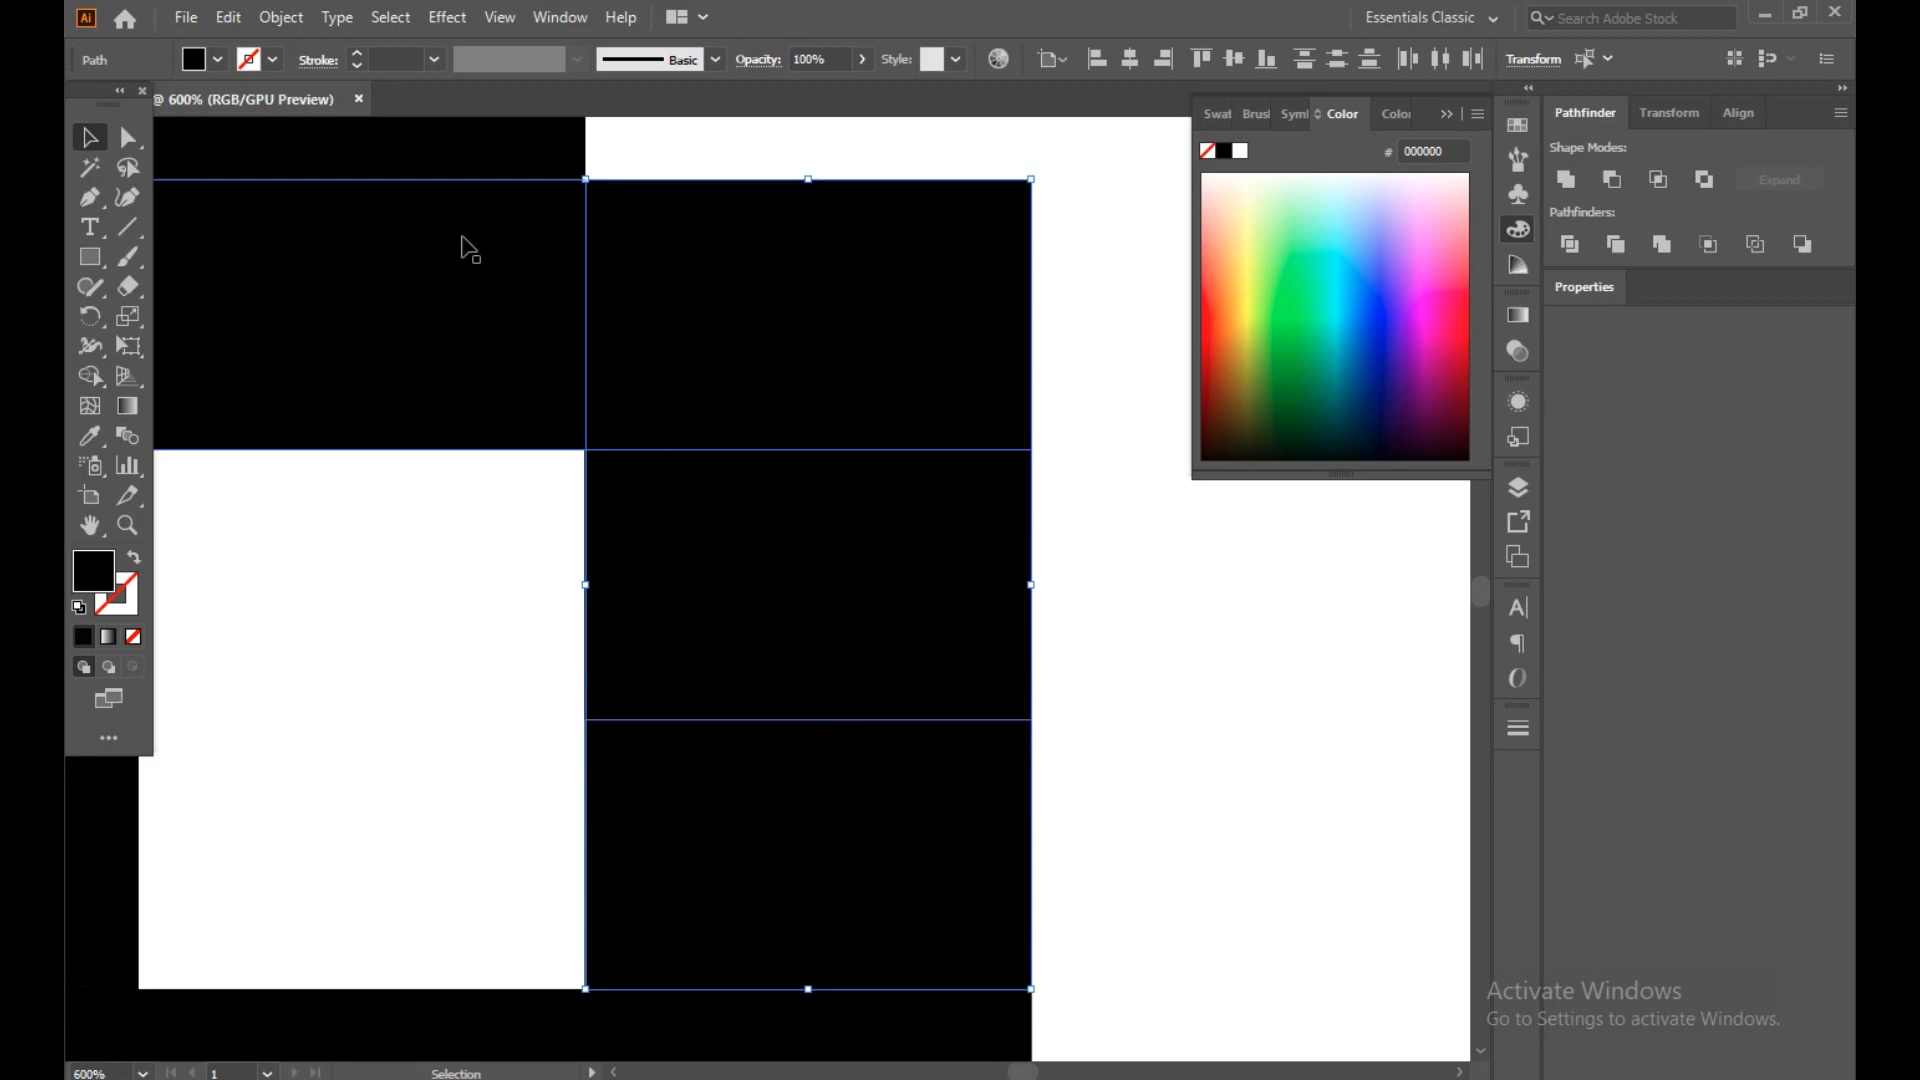 Ai File Edit Object Type Select Effect View Window Help Essentials Classic Search Adobe Stock
Path Stroke: Basic Opacity: 100% Style: Transform
@ 600% (RGB/GPU Preview)
Swat Brusl Syml Color Color
# 000000
Pathfinder Transform Align
Shape Modes:
Expand
Pathfinders:
Properties
Activate Windows
Go to Settings to activate Windows.
600% 1 Selection